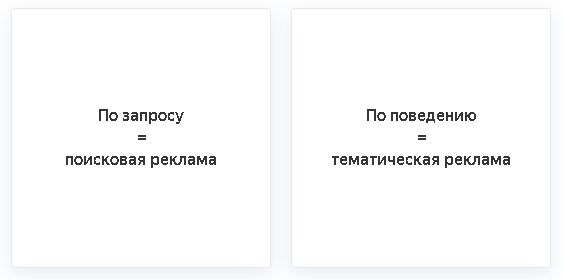 По запросу
=
поисковая реклама
По поведению
=
тематическая реклама